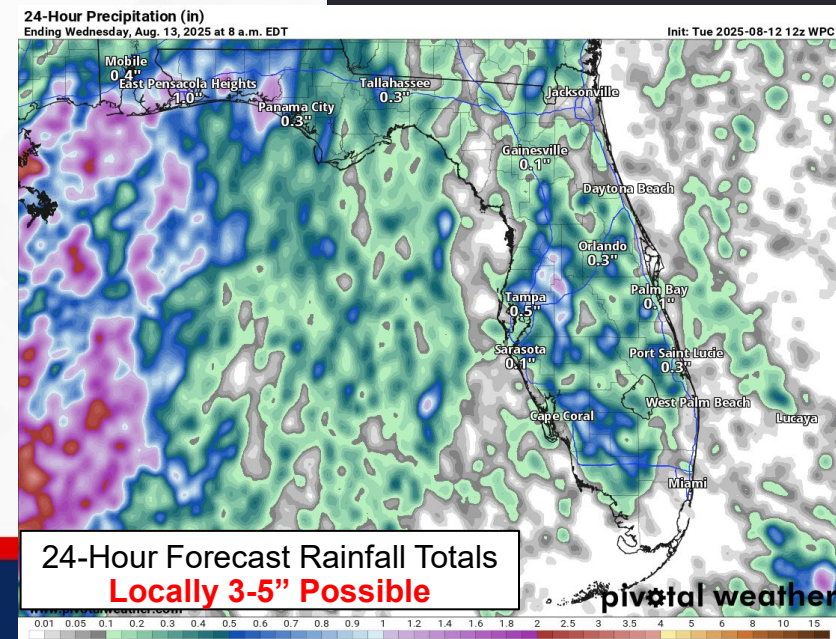 24-Hour Precipitation (in)
Ending Wednesday, Aug. 13, 2025 at 8 a.m. EDT
Init: Tue 2025-08-12 12z WPC
Mobile
0.4"
East Pensacola Heights
1.0"
Panama City
0.3"
Tallahassee
0.3"
Jacksonville
Gainesville
0.1"
Daytona Beach
Orlando
0.3"
Tampa
0.5"
Palm Bay
0.1"
Sarasota
0.1"
Port Saint Lucie
0.3"
Cape Coral
West Palm Beach
Lucaya
Miami
24-Hour Forecast Rainfall Totals
Locally 3-5” Possible
www.pivotalweather.com
pivotal weather
0.01 0.05 0.1 0.2 0.3 0.4 0.5 0.6 0.7 0.8 0.9 1 1.2 1.4 1.6 1.8 2 2.5 3 3.5 4 5 6 8 10 15